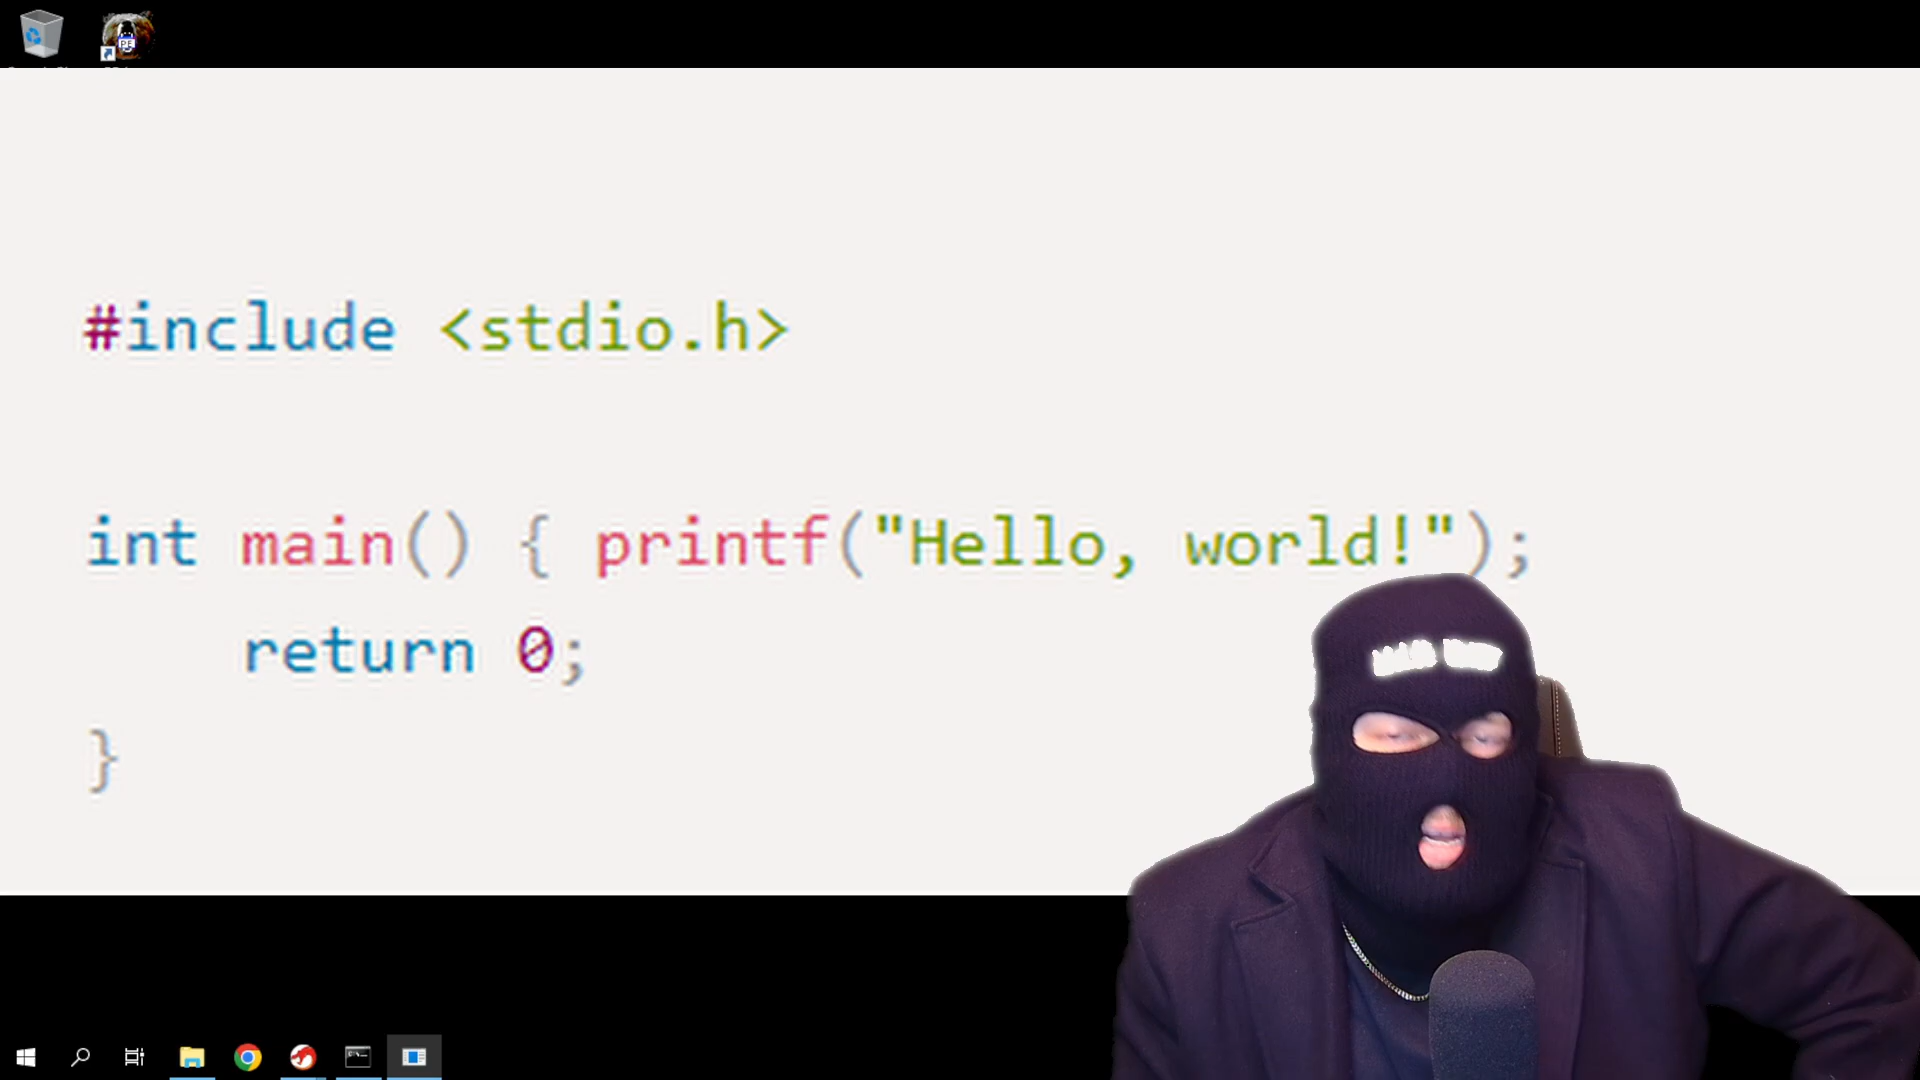 #include <stdio.h>
int main() { printf("Hello, world!");
return 0;
}